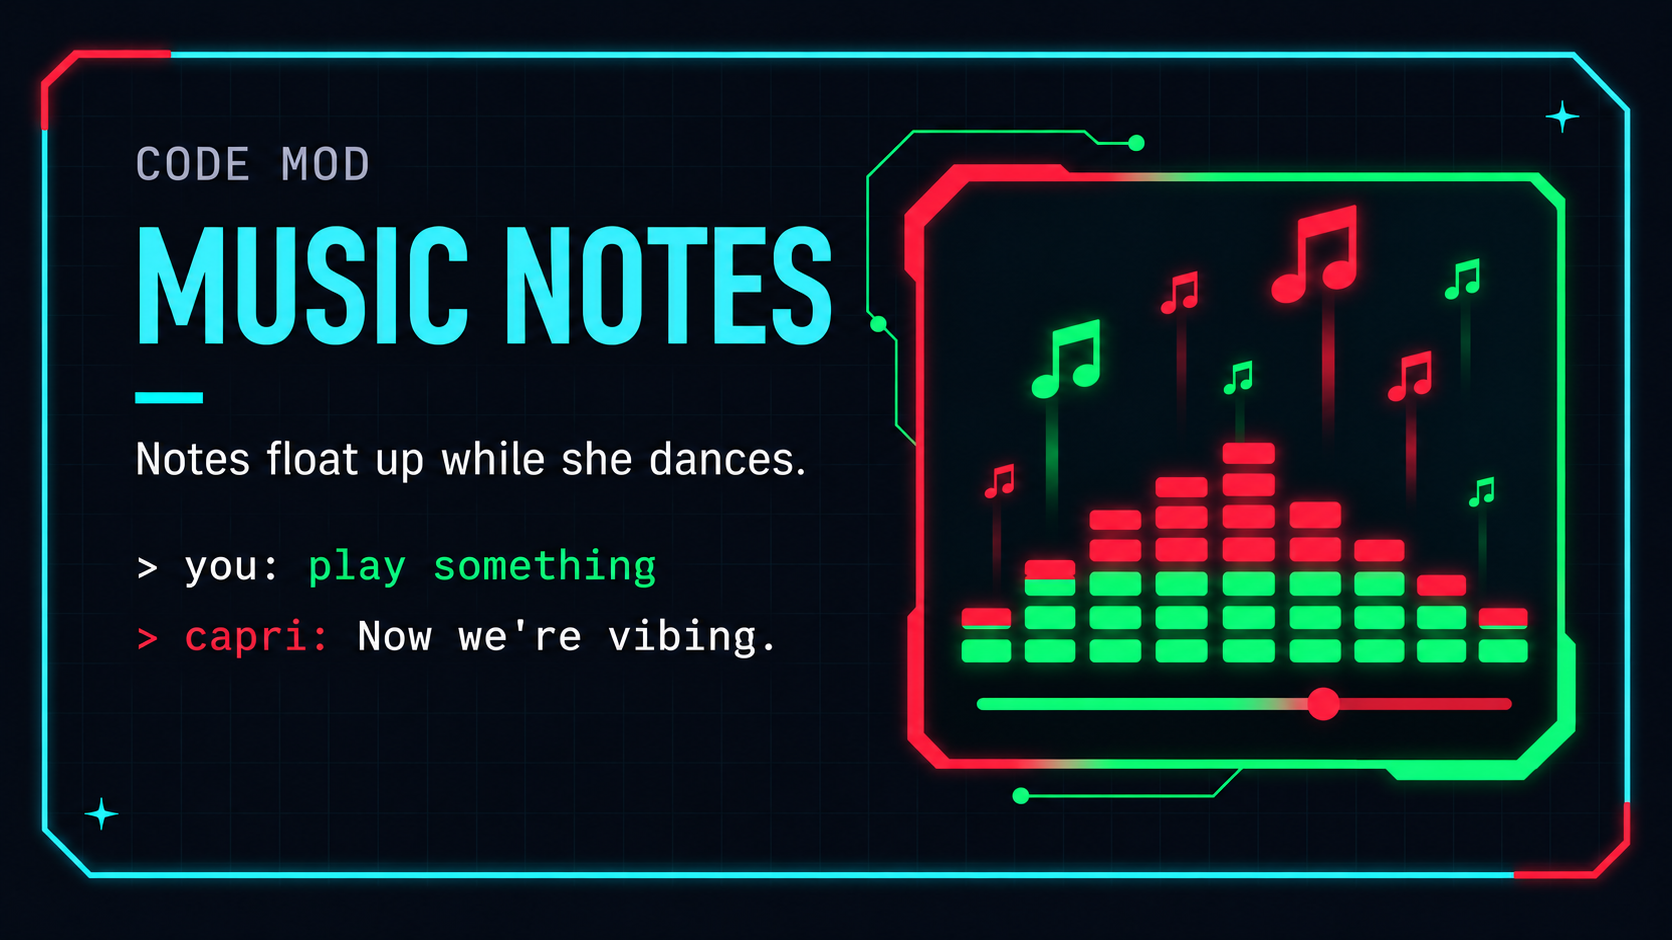 CODE MOD
MUSIC NOTES
Notes float up while she dances.
> you: play something
> capri: Now we're vibing.